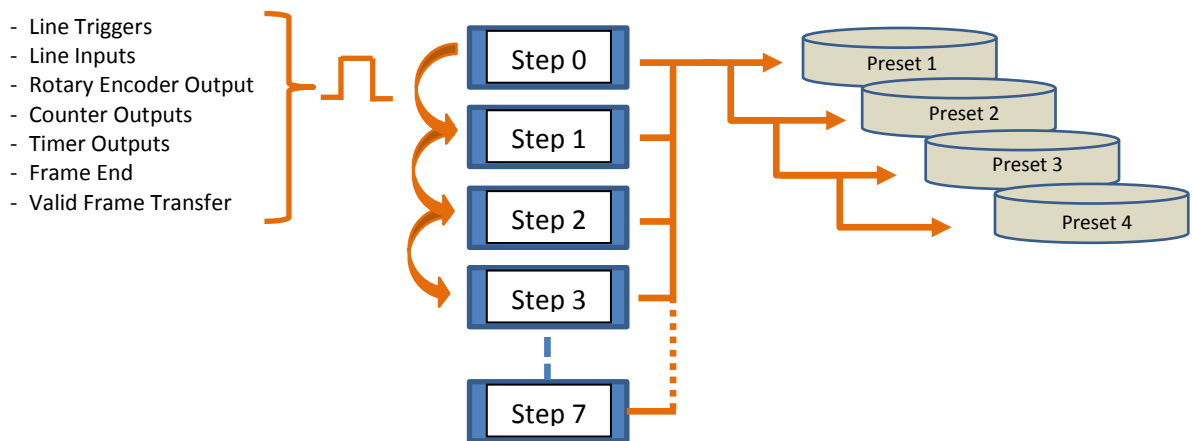 - Line Triggers
- Line Inputs
- Rotary Encoder Output
- Counter Outputs
- Timer Outputs
- Frame End
- Valid Frame Transfer
Step 0
Step 1
Step 2
Step 3
Step 7
Preset 1
Preset 2
Preset 3
Preset 4